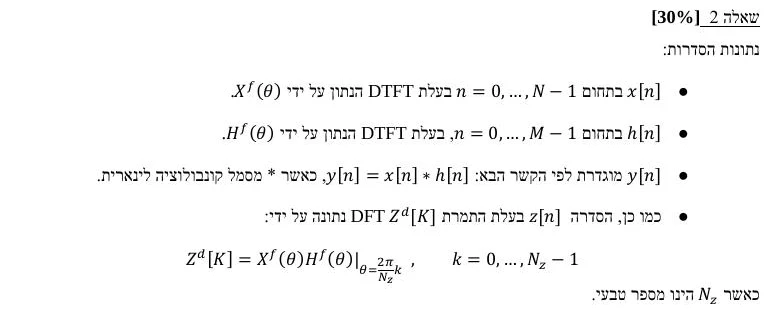 שאלה 2 [30%]
נתונות הסדרות:
● x[n] בתחום n = 0, … , N − 1 בעלת DTFT הנתון על ידי X^f(θ).
● h[n] בתחום n = 0, … , M − 1, בעלת DTFT הנתון על ידי H^f(θ).
● y[n] מוגדרת לפי הקשר הבא: y[n] = x[n] ∗ h[n], כאשר * מסמל קונבולוציה לינארית.
● כמו כן, הסדרה z[n] בעלת התמרת DFT Z^d[K] נתונה על ידי:
Z^d[K] = X^f(θ)H^f(θ)|_{θ=\frac{2π}{N_z}k} , k = 0, … , N_z − 1
כאשר N_z הינו מספר טבעי.